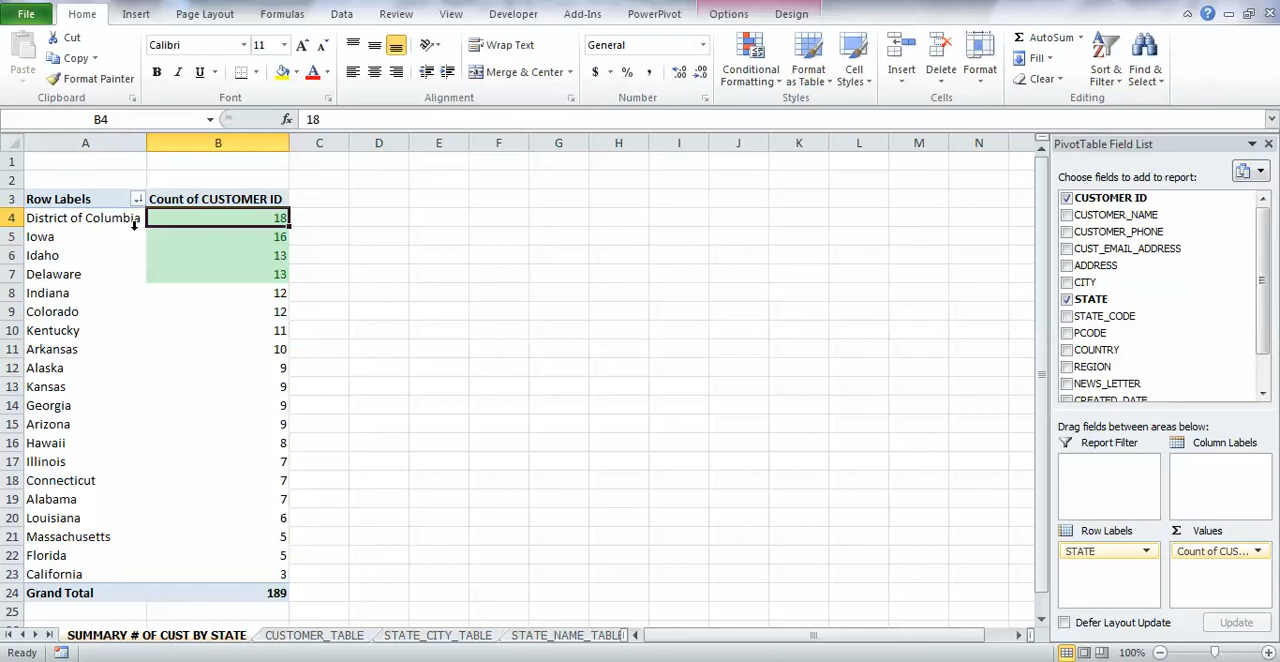 File Home Insert Page Layout Formulas Data Review View Developer Add-Ins PowerPivot Options Design
Paste Cut Copy Format Painter
Calibri 11 A A
B I U A
Wrap Text
Merge & Center
General
$ % ,
Conditional Formatting Format as Table Cell Styles
Insert Delete Format
Σ AutoSum
Fill
Clear
Sort & Filter Find & Select
Clipboard Font Alignment Number Styles Cells Editing
B4 fx 18
A B C D E F G H I J K L M N
1
2
3 Row Labels Count of CUSTOMER ID
4 District of Columbia 18
5 Iowa 16
6 Idaho 13
7 Delaware 13
8 Indiana 12
9 Colorado 12
10 Kentucky 11
11 Arkansas 10
12 Alaska 9
13 Kansas 9
14 Georgia 9
15 Arizona 9
16 Hawaii 8
17 Illinois 7
18 Connecticut 7
19 Alabama 7
20 Louisiana 6
21 Massachusetts 5
22 Florida 5
23 California 3
24 Grand Total 189
25
PivotTable Field List
Choose fields to add to report:
CUSTOMER ID
CUSTOMER_NAME
CUSTOMER_PHONE
CUST_EMAIL_ADDRESS
ADDRESS
CITY
STATE
STATE_CODE
PCODE
COUNTRY
REGION
NEWS_LETTER
CREATED_DATE
Drag fields between areas below:
Report Filter Column Labels
Row Labels Σ Values
STATE Count of CUS...
Defer Layout Update Update
SUMMARY # OF CUST BY STATE CUSTOMER_TABLE STATE_CITY_TABLE STATE_NAME_TABL
Ready 100%